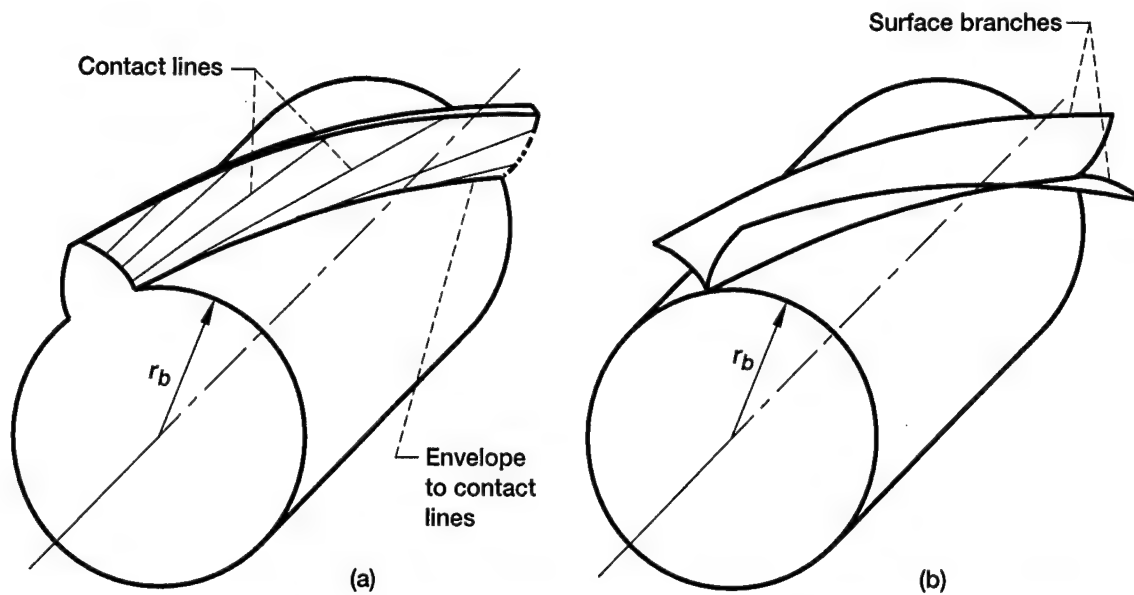 Surface branches
Contact lines
r_b
r_b
Envelope
to contact
lines
(a)
(b)